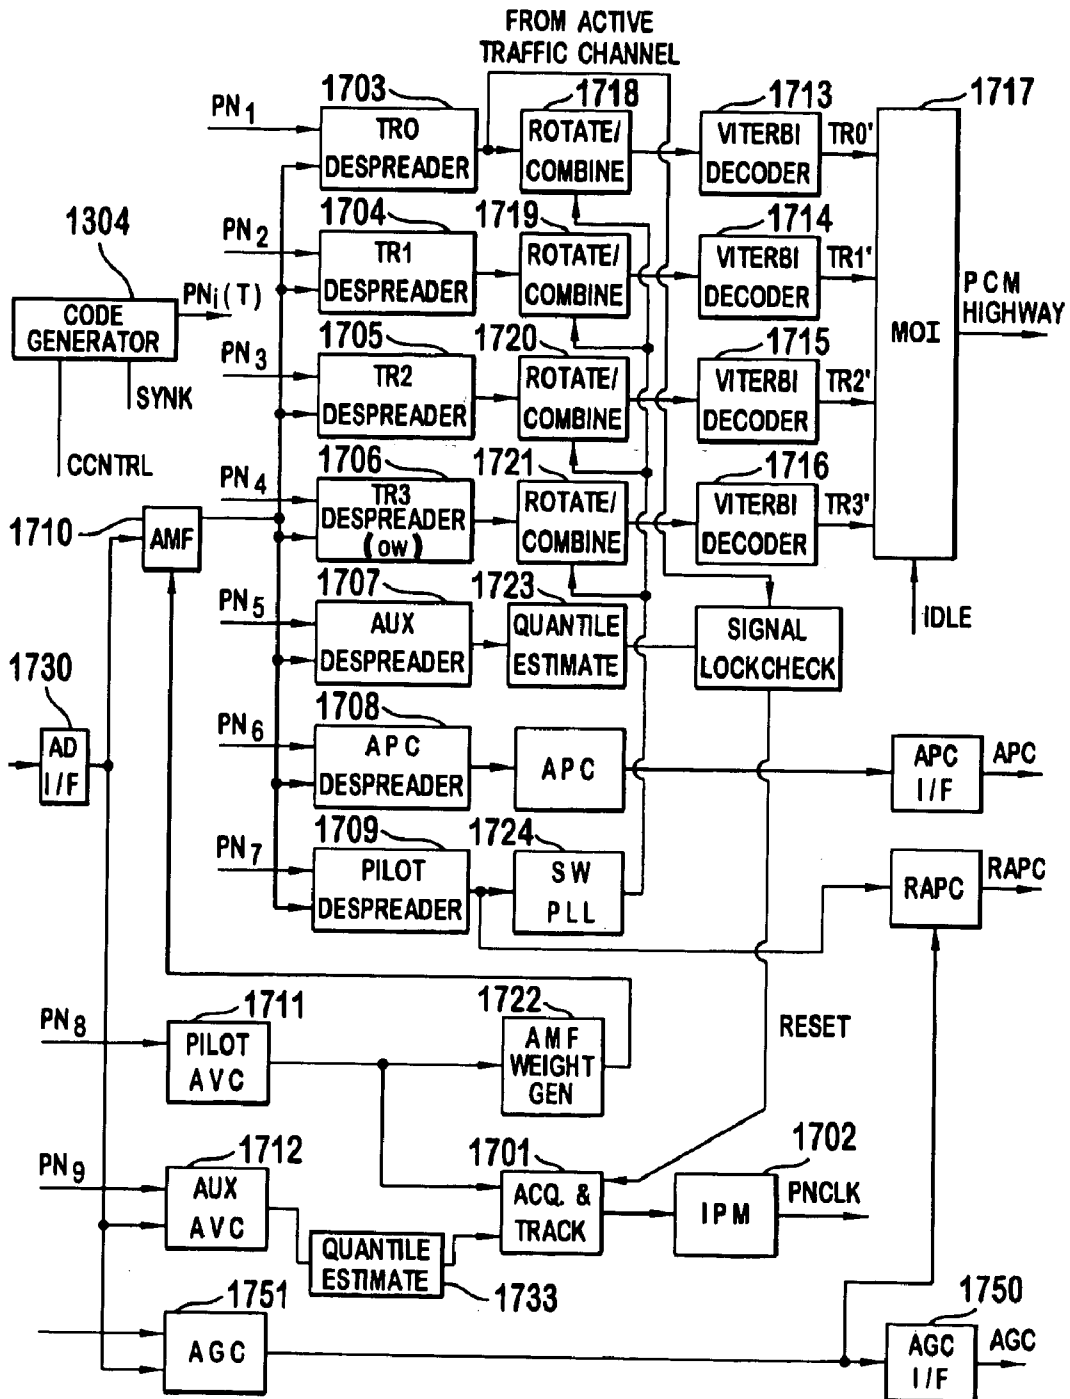 FROM ACTIVE
TRAFFIC CHANNEL
1703
1718
1713
1717
PN1
TR0
DESPREADER
ROTATE/
COMBINE
VITERBI
DECODER
TR0'
1304
1704
1719
1714
PN2
TR1
DESPREADER
ROTATE/
COMBINE
VITERBI
DECODER
TR1'
PNi(T)
CODE
GENERATOR
PCM
HIGHWAY
MOI
1705
1720
1715
PN3
TR2
DESPREADER
ROTATE/
COMBINE
VITERBI
DECODER
TR2'
SYNK
CCNTRL
1706
1721
1716
PN4
TR3
DESPREADER
(OW)
ROTATE/
COMBINE
VITERBI
DECODER
TR3'
1710
AMF
1707
1723
PN5
AUX
DESPREADER
QUANTILE
ESTIMATE
SIGNAL
LOCKCHECK
IDLE
1730
AD
I/F
1708
PN6
APC
DESPREADER
APC
APC
I/F
APC
1709
1724
PN7
PILOT
DESPREADER
SW
PLL
RAPC
RAPC
1711
1722
PN8
PILOT
AVC
AMF
WEIGHT
GEN
RESET
1712
1701
1702
PN9
AUX
AVC
ACQ. &
TRACK
IPM
PNCLK
QUANTILE
ESTIMATE
1733
1751
1750
AGC
AGC
I/F
AGC